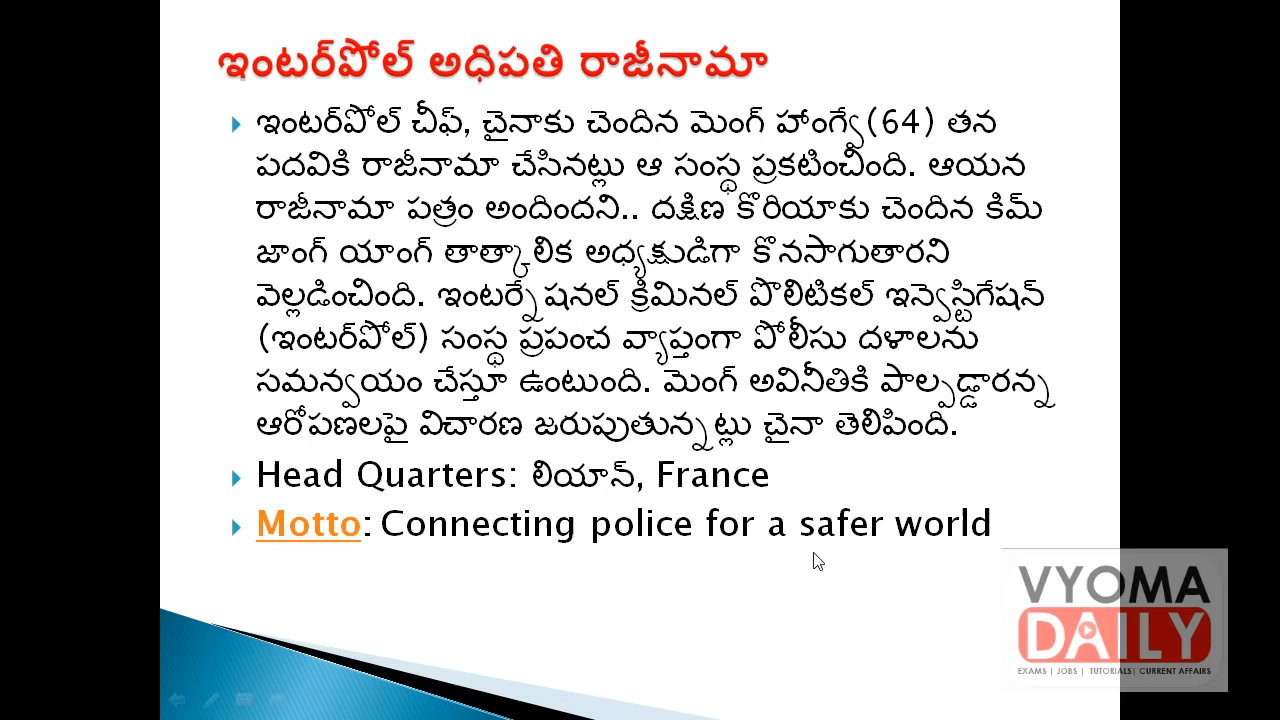 ఇంటర్‌పోల్ అధిపతి రాజీనామా
ఇంటర్‌పోల్ చీఫ్, చైనాకు చెందిన మెంగ్ హాంగ్వే(64) తన
పదవికి రాజీనామా చేసినట్లు ఆ సంస్థ ప్రకటించింది. ఆయన
రాజీనామా పత్రం అందిందని.. దక్షిణ కొరియాకు చెందిన కిమ్
జాంగ్ యాంగ్ తాత్కాలిక అధ్యక్షుడిగా కొనసాగుతారని
వెల్లడించింది. ఇంటర్నేషనల్ క్రిమినల్ పొలిటికల్ ఇన్వెస్టిగేషన్
(ఇంటర్‌పోల్) సంస్థ ప్రపంచ వ్యాప్తంగా పోలీసు దళాలను
సమన్వయం చేస్తూ ఉంటుంది. మెంగ్ అవినీతికి పాల్పడ్డారన్న
ఆరోపణలపై విచారణ జరుపుతున్నట్లు చైనా తెలిపింది.
Head Quarters: లియాన్, France
Motto: Connecting police for a safer world
VYOMA
DAILY
EXAMS | JOBS | TUTORIALS | CURRENT AFFAIRS